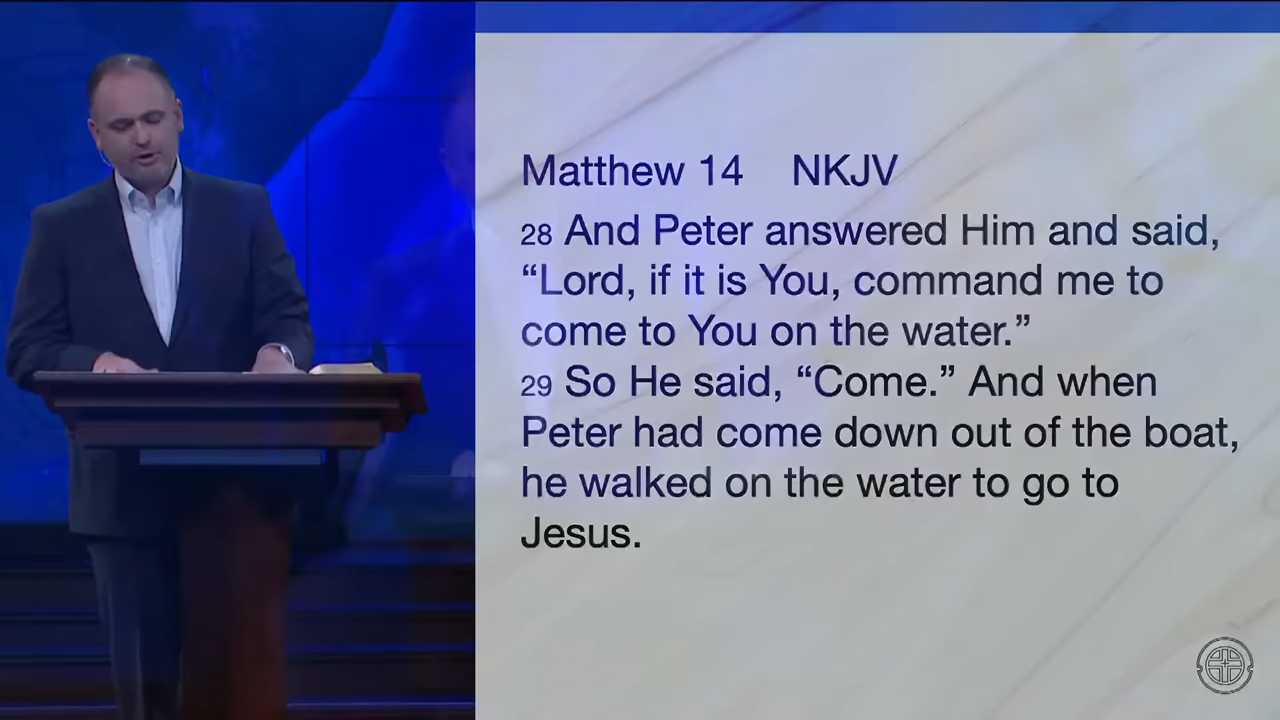 Matthew 14 NKJV
28 And Peter answered Him and said,
“Lord, if it is You, command me to
come to You on the water.”
29 So He said, “Come.” And when
Peter had come down out of the boat,
he walked on the water to go to
Jesus.